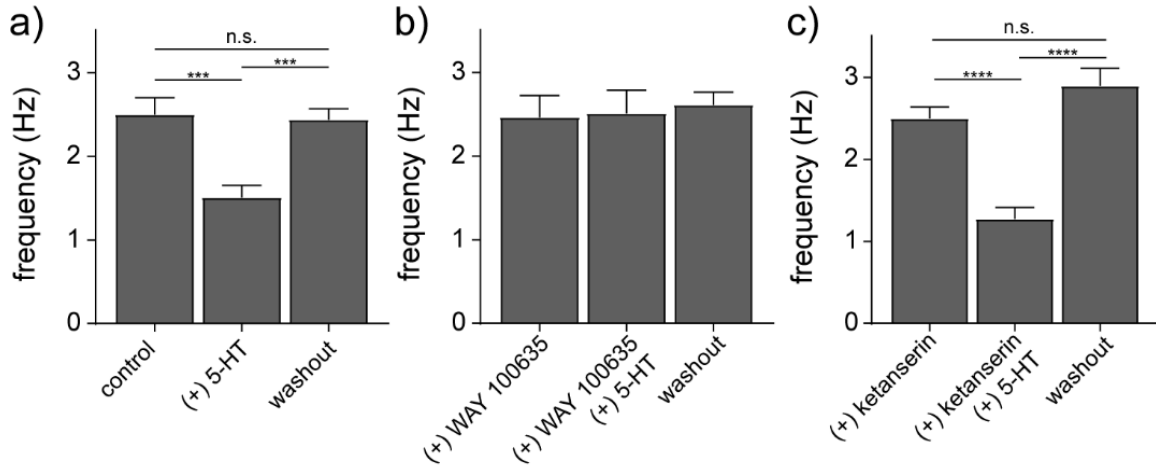 a)
n.s.
***
***
frequency (Hz)
3
2
1
0
control
(+) 5-HT
washout
b)
frequency (Hz)
3
2
1
0
(+) WAY 100635
(+) WAY 100635
(+) 5-HT
washout
c)
n.s.
****
****
frequency (Hz)
3
2
1
0
(+) ketanserin
(+) ketanserin
(+) 5-HT
washout